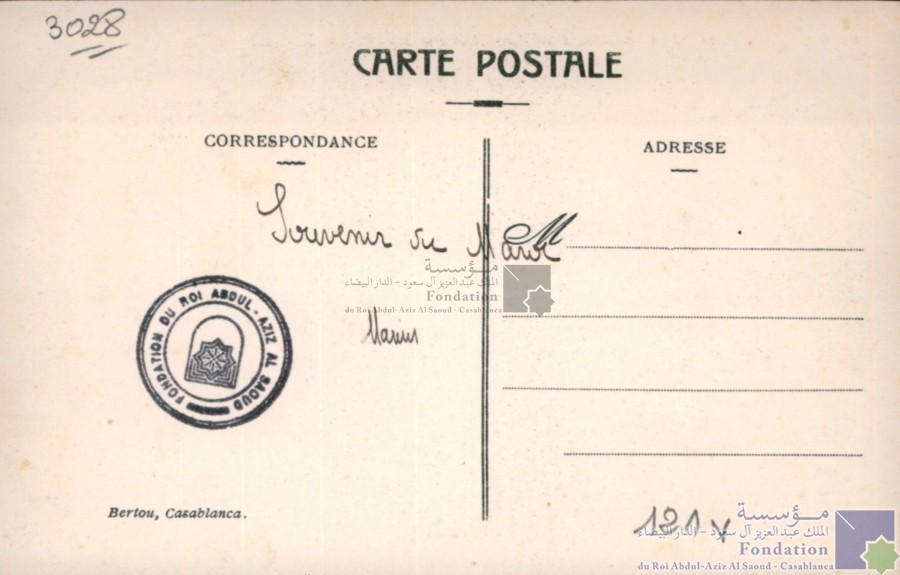 3028
CARTE POSTALE
CORRESPONDANCE
ADRESSE
Souvenir du Maroc
M
مؤسسة
الملك عبد العزيز آل سعود - الدار البيضاء
Fondation
du Roi Abdul-Aziz Al Saoud - Casablanca
Marius
FONDATION DU ROI ABDUL-AZIZ AL SAOUD
Bertou, Casablanca.
مؤسسة
الملك عبد العزيز آل سعود - الدار البيضاء
Fondation
du Roi Abdul-Aziz Al Saoud - Casablanca